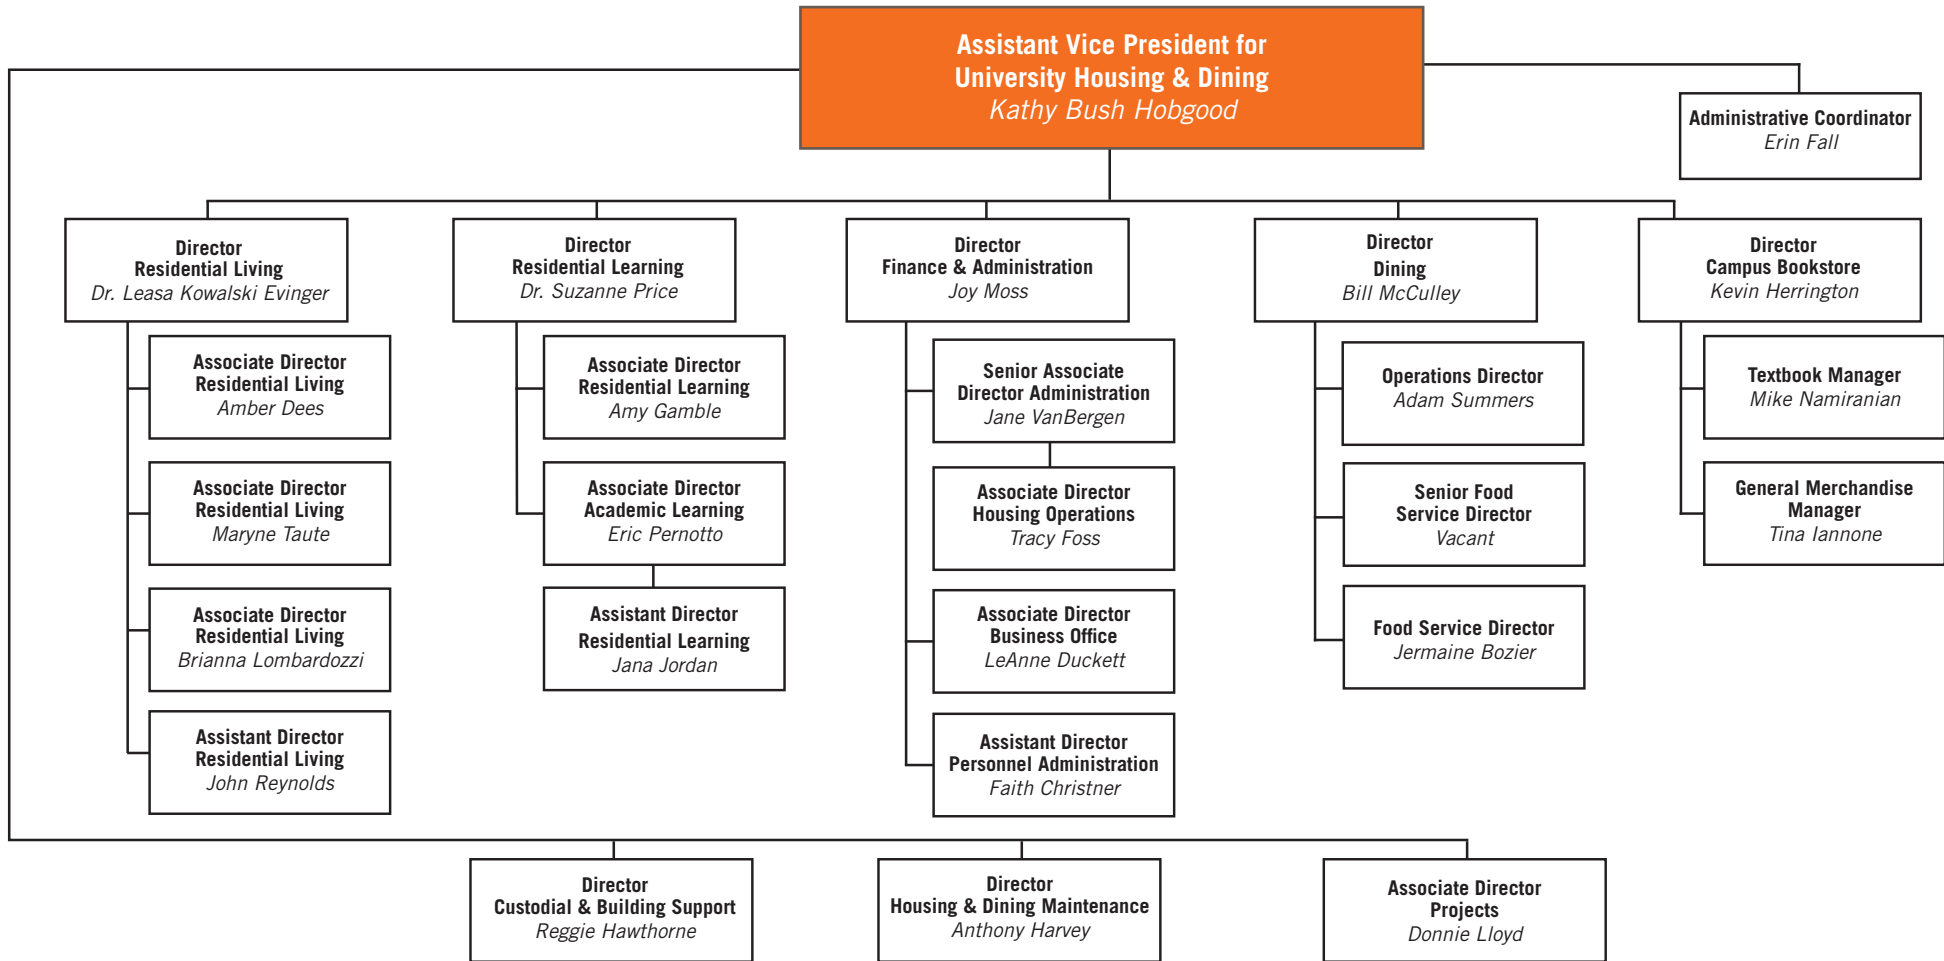 Assistant Vice President for
University Housing & Dining
Kathy Bush Hobgood
Administrative Coordinator
Erin Fall
Director
Residential Living
Dr. Leasa Kowalski Evinger
Director
Residential Learning
Dr. Suzanne Price
Director
Finance & Administration
Joy Moss
Director
Dining
Bill McCulley
Director
Campus Bookstore
Kevin Herrington
Associate Director
Residential Living
Amber Dees
Associate Director
Residential Living
Maryne Taute
Associate Director
Residential Living
Brianna Lombardozzi
Assistant Director
Residential Living
John Reynolds
Associate Director
Residential Learning
Amy Gamble
Associate Director
Academic Learning
Eric Pernotto
Assistant Director
Residential Learning
Jana Jordan
Senior Associate
Director Administration
Jane VanBergen
Associate Director
Housing Operations
Tracy Foss
Associate Director
Business Office
LeAnne Duckett
Assistant Director
Personnel Administration
Faith Christner
Operations Director
Adam Summers
Senior Food
Service Director
Vacant
Food Service Director
Jermaine Bozier
Textbook Manager
Mike Namiranian
General Merchandise
Manager
Tina Iannone
Director
Custodial & Building Support
Reggie Hawthorne
Director
Housing & Dining Maintenance
Anthony Harvey
Associate Director
Projects
Donnie Lloyd